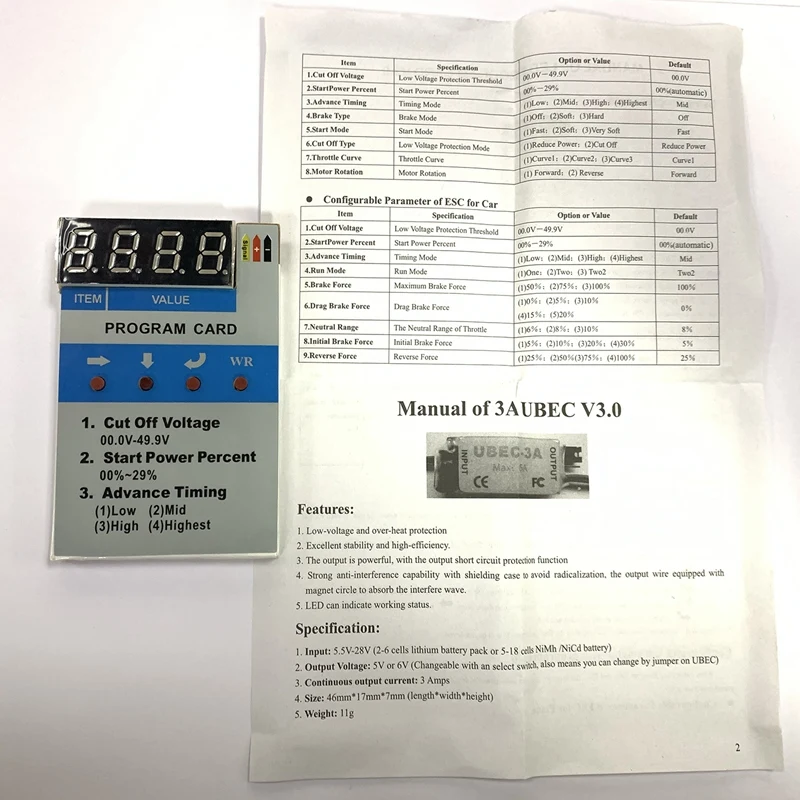 8.8.8.8
Signal + -
ITEM VALUE
PROGRAM CARD
WR
1. Cut Off Voltage
00.0V-49.9V
2. Start Power Percent
00%~29%
3. Advance Timing
(1)Low (2)Mid
(3)High (4)Highest
Item Specification Option or Value Default
1.Cut Off Voltage Low Voltage Protection Threshold 00.0V－49.9V 00.0V
2.StartPower Percent Start Power Percent 00%－29% 00%(automatic)
3.Advance Timing Timing Mode (1)Low; (2)Mid; (3)High; (4)Highest Mid
4.Brake Type Brake Mode (1)Off; (2)Soft; (3)Hard Off
5.Start Mode Start Mode (1)Fast; (2)Soft; (3)Very Soft Fast
6.Cut Off Type Low Voltage Protection Mode (1)Reduce Power; (2)Cut Off Reduce Power
7.Throttle Curve Throttle Curve (1)Curve1; (2)Curve2; (3)Curve3 Curve1
8.Motor Rotation Motor Rotation (1) Forward; (2) Reverse Forward
● Configurable Parameter of ESC for Car
Item Specification Option or Value Default
1.Cut Off Voltage Low Voltage Protection Threshold 00.0V－49.9V 00.0V
2.StartPower Percent Start Power Percent 00%－29% 00%(automatic)
3.Advance Timing Timing Mode (1)Low; (2)Mid; (3)High; (4)Highest Mid
4.Run Mode Run Mode (1)One; (2)Two; (3) Two2 Two2
5.Brake Force Maximum Brake Force (1)50%; (2)75%; (3)100% 100%
6.Drag Brake Force Drag Brake Force (1)0%; (2)5%; (3)10% 0%
(4)15%; (5)20%
7.Neutral Range The Neutral Range of Throttle (1)6%; (2)8%; (3)10% 8%
8.Initial Brake Force Initial Brake Force (1)5%; (2)10%; (3)20%; (4)30% 5%
9.Reverse Force Reverse Force (1)25%; (2)50%(3)75%; (4)100% 25%
Manual of 3AUBEC V3.0
INPUT UBEC-3A OUTPUT
Max: 5A
CE FC
Features:
1. Low-voltage and over-heat protection
2. Excellent stability and high-efficiency.
3. The output is powerful, with the output short circuit protection function
4. Strong anti-interference capability with shielding case to avoid radicalization, the output wire equipped with
magnet circle to absorb the interfere wave.
5. LED can indicate working status.
Specification:
1. Input: 5.5V-28V (2-6 cells lithium battery pack or 5-18 cells NiMh /NiCd battery)
2. Output Voltage: 5V or 6V (Changeable with an select switch, also means you can change by jumper on UBEC)
3. Continuous output current: 3 Amps
4. Size: 46mm*17mm*7mm (length*width*height)
5. Weight: 11g
2